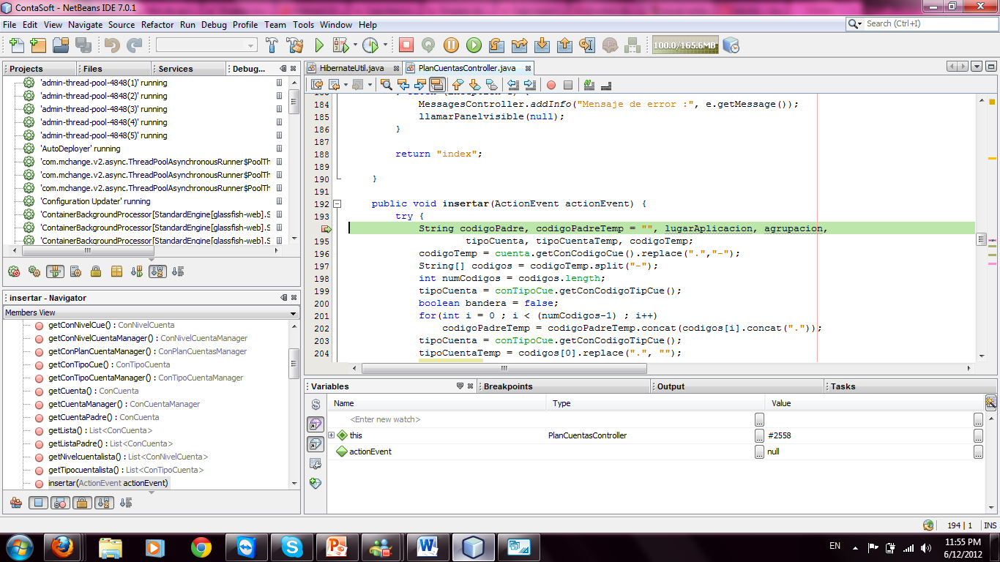 ContaSoft - NetBeans IDE 7.0.1
File Edit View Navigate Source Refactor Run Debug Profile Team Tools Window Help
Search (Ctrl+I)
100.0/165.6MB
Projects Files Services Debug...
'admin-thread-pool-4848(1)' running
'admin-thread-pool-4848(2)' running
'admin-thread-pool-4848(3)' running
'admin-thread-pool-4848(4)' running
'admin-thread-pool-4848(5)' running
'AutoDeployer' running
'com.mchange.v2.async.ThreadPoolAsynchronousRunner$PoolTh
'com.mchange.v2.async.ThreadPoolAsynchronousRunner$PoolTh
'com.mchange.v2.async.ThreadPoolAsynchronousRunner$PoolTh
'Configuration Updater' running
'ContainerBackgroundProcessor[StandardEngine[glassfish-web].S
'ContainerBackgroundProcessor[StandardEngine[glassfish-web].S
'ContainerBackgroundProcessor[StandardEngine[glassfish-web].S
insertar - Navigator
Members View
getConNivelCue() : ConNivelCuenta
getConNivelCuentaManager() : ConNivelCuentaManager
getConPlanCuentaManager() : ConPlanCuentasManager
getConTipoCue() : ConTipoCuenta
getConTipoCuentaManager() : ConTipoCuentaManager
getCuenta() : ConCuenta
getCuentaManager() : ConCuentaManager
getCuentaPadre() : ConCuenta
getLista() : List<ConCuenta>
getListaPadre() : List<ConCuenta>
getNivelcuentalista() : List<ConNivelCuenta>
getTipocuentalista() : List<ConTipoCuenta>
insertar(ActionEvent actionEvent)
HibernateUtil.java PlanCuentasController.java
184 MessagesController.addInfo("Mensaje de error :", e.getMessage());
185 llamarPanelvisible(null);
186 }
187
188 return "index";
189
190 }
191
192 public void insertar(ActionEvent actionEvent) {
193 try {
String codigoPadre, codigoPadreTemp = "", lugarAplicacion, agrupacion,
195 tipoCuenta, tipoCuentaTemp, codigoTemp;
196 codigoTemp = cuenta.getConCodigoCue().replace(".","-");
197 String[] codigos = codigoTemp.split("-");
198 int numCodigos = codigos.length;
199 tipoCuenta = conTipoCue.getConCodigoTipCue();
200 boolean bandera = false;
201 for(int i = 0 ; i < (numCodigos-1) ; i++)
202 codigoPadreTemp = codigoPadreTemp.concat(codigos[i].concat("."));
203 tipoCuenta = conTipoCue.getConCodigoTipCue();
204 tipoCuentaTemp = codigos[0].replace(".", "");
Variables Breakpoints Output Tasks
Name Type Value
<Enter new watch>
this PlanCuentasController #2558
actionEvent null
194 | 1 INS
EN
11:55 PM
6/12/2012